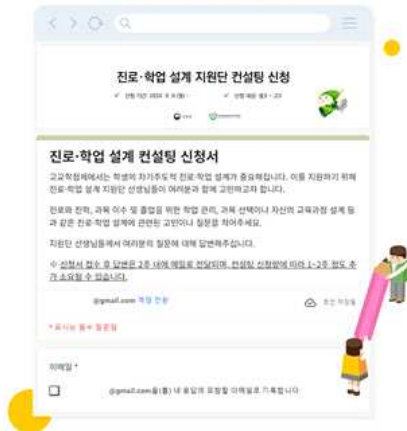 진로·학업 설계 지원단 컨설팅 신청
진로·학업 설계 컨설팅 신청서
고교학점제에서는 학생의 자기주도적 진로·학업 설계가 중요해집니다. 이를 지원하기 위해
진로·학업 설계 지원단 선생님들이 여러분과 함께 고민하고자 합니다.
진로와 진학, 과목 이수 및 졸업을 위한 학업 관리, 과목 선택이나 자신의 교육과정 설계 등
과 같은 진로·학업 설계에 관련된 고민이나 질문을 적어주세요.
지원단 선생님들께서 여러분의 질문에 대해 답변해주십니다.
※ 신청서 접수 후 답변은 2주 내에 메일로 전달되며, 컨설팅 신청량에 따라 1~2주 정도 추
가 소요될 수 있습니다.
@gmail.com 계정 전환
* 표시는 필수 질문임
이메일 *
@gmail.com을(를) 내 응답에 포함할 이메일로 기록합니다